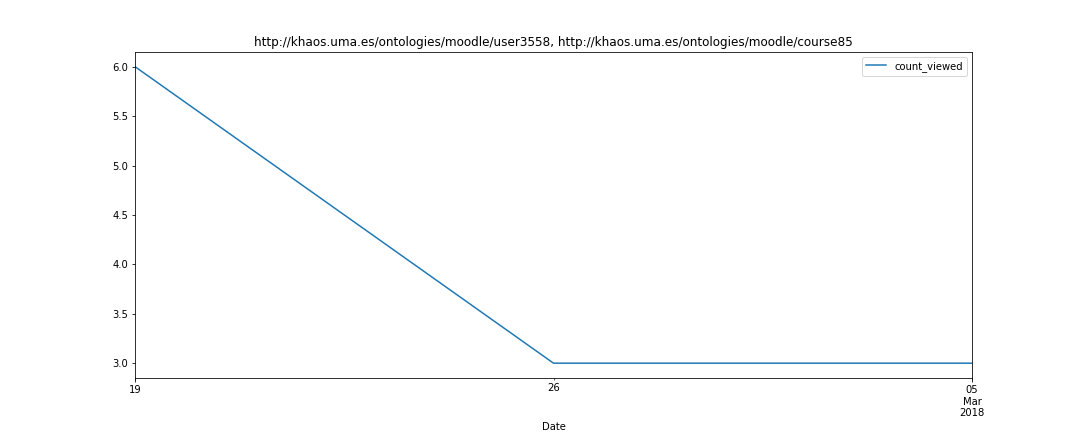 http://khaos.uma.es/ontologies/moodle/user3558, http://khaos.uma.es/ontologies/moodle/course85
count_viewed
6.0
5.5
5.0
4.5
4.0
3.5
3.0
19
26
05
Mar
2018
Date